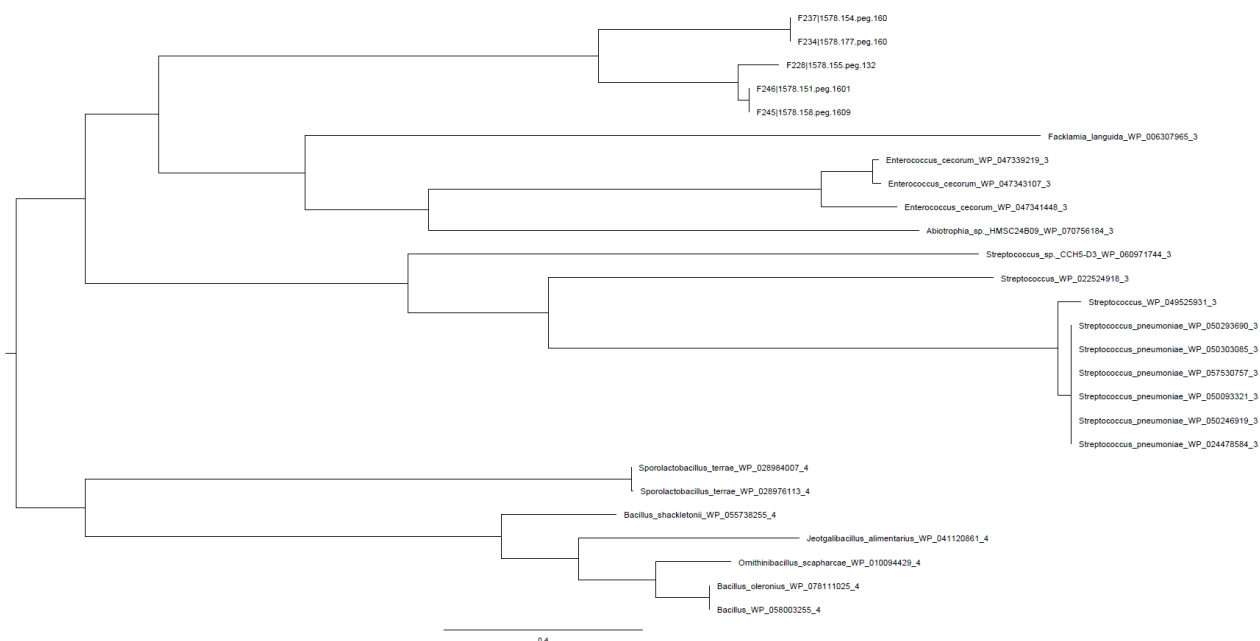 F237|1578.154.peg.160
F234|1578.177.peg.160
F228|1578.155.peg.132
F246|1578.151.peg.1601
F245|1578.158.peg.1609
Facklamia_languida_WP_006307965_3
Enterococcus_cecorum_WP_047339219_3
Enterococcus_cecorum_WP_047343107_3
Enterococcus_cecorum_WP_047341448_3
Abiotrophia_sp._HMSC24B09_WP_070756184_3
Streptococcus_sp._CCH5-D3_WP_060971744_3
Streptococcus_WP_022524918_3
Streptococcus_WP_049525931_3
Streptococcus_pneumoniae_WP_050293690_3
Streptococcus_pneumoniae_WP_050303085_3
Streptococcus_pneumoniae_WP_057530757_3
Streptococcus_pneumoniae_WP_050093321_3
Streptococcus_pneumoniae_WP_050246919_3
Streptococcus_pneumoniae_WP_024478584_3
Sporolactobacillus_terrae_WP_028984007_4
Sporolactobacillus_terrae_WP_028976113_4
Bacillus_shackletonii_WP_055738255_4
Jeotgalibacillus_alimentarius_WP_041120861_4
Ornithinibacillus_scapharcae_WP_010094429_4
Bacillus_oleronius_WP_078111025_4
Bacillus_WP_058003255_4
0.4